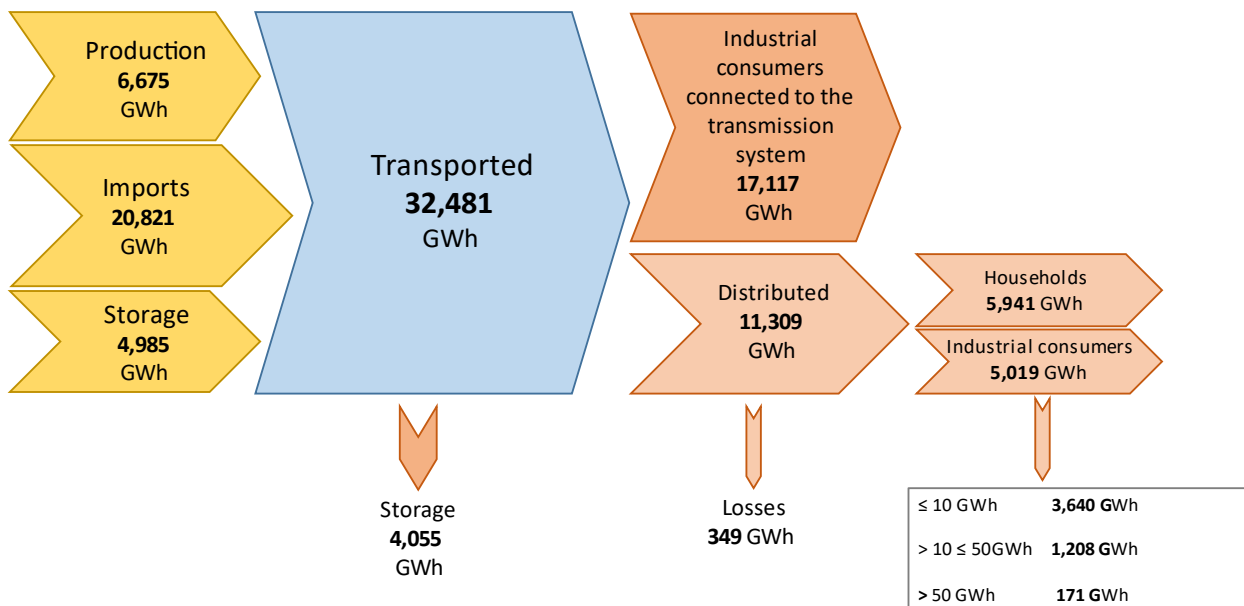 Production
6,675
GWh
Imports
20,821
GWh
Storage
4,985
GWh
Transported
32,481
GWh
Storage
4,055
GWh
Industrial
consumers
connected to the
transmission
system
17,117
GWh
Distributed
11,309
GWh
Losses
349 GWh
Households
5,941 GWh
Industrial consumers
5,019 GWh
≤ 10 GWh 3,640 GWh
> 10 ≤ 50GWh 1,208 GWh
> 50 GWh 171 GWh